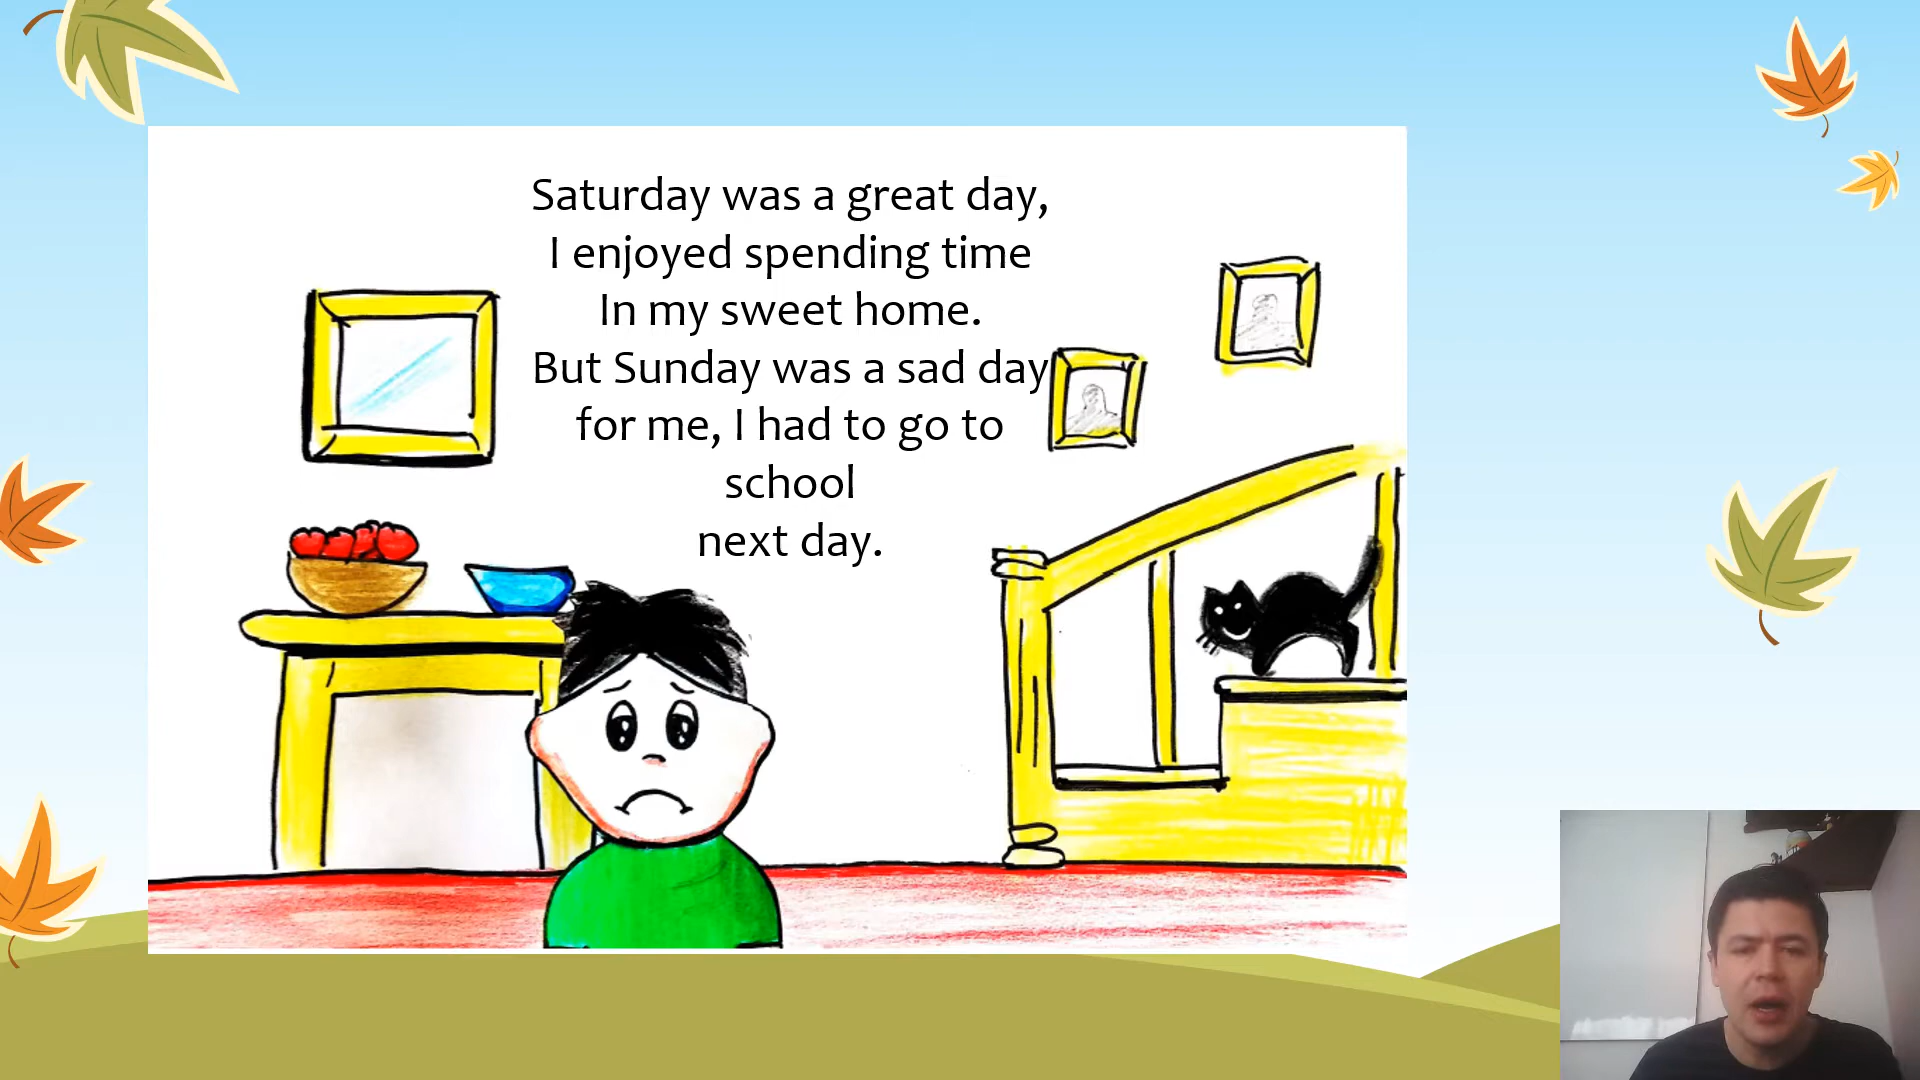 Saturday was a great day,
I enjoyed spending time
In my sweet home.
But Sunday was a sad day
for me, I had to go to
school
next day.